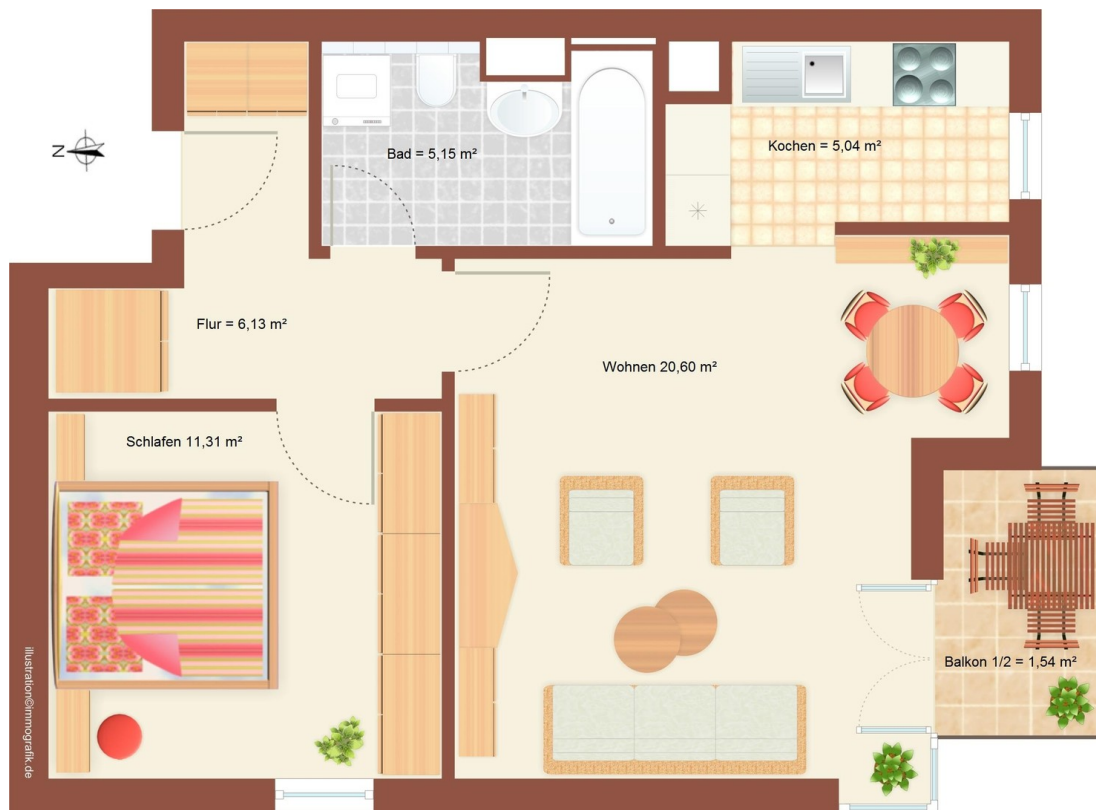 N
Bad = 5,15 m²
Kochen = 5,04 m²
Flur = 6,13 m²
Wohnen 20,60 m²
Schlafen 11,31 m²
Balkon 1/2 = 1,54 m²
illustration©immografik.de